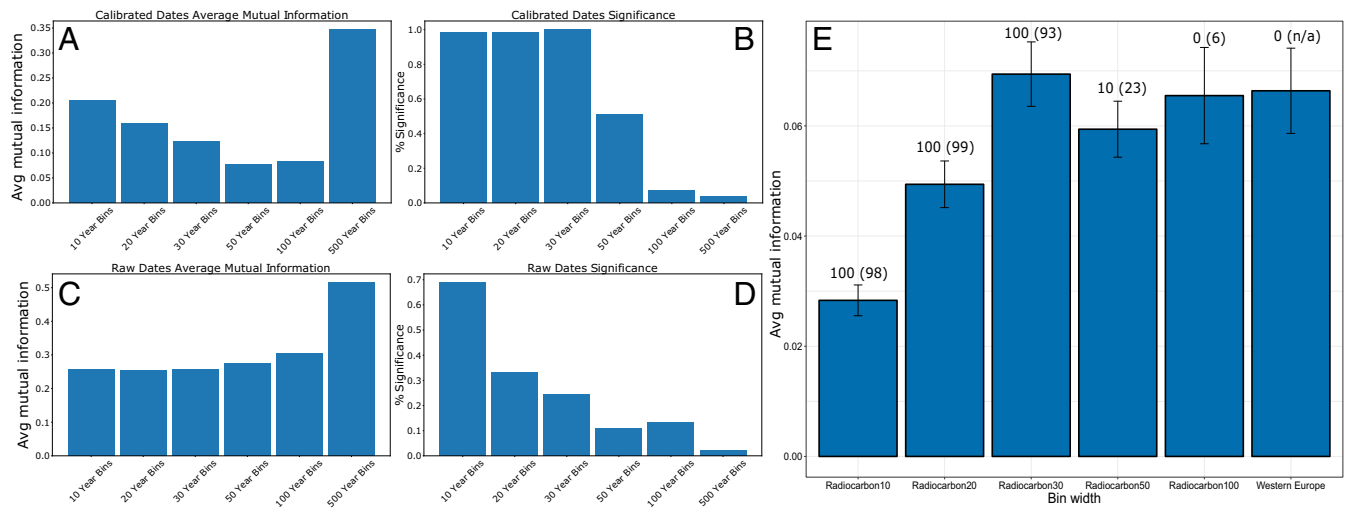 Calibrated Dates Average Mutual Information
A
Avg mutual information
0.35
0.30
0.25
0.20
0.15
0.10
0.05
0.00
10 Year Bins
20 Year Bins
30 Year Bins
50 Year Bins
100 Year Bins
500 Year Bins
Calibrated Dates Significance
B
% Significance
1.0
0.8
0.6
0.4
0.2
0.0
10 Year Bins
20 Year Bins
30 Year Bins
50 Year Bins
100 Year Bins
500 Year Bins
Raw Dates Average Mutual Information
C
Avg mutual information
0.5
0.4
0.3
0.2
0.1
0.0
10 Year Bins
20 Year Bins
30 Year Bins
50 Year Bins
100 Year Bins
500 Year Bins
Raw Dates Significance
D
% Significance
0.7
0.6
0.5
0.4
0.3
0.2
0.1
0.0
10 Year Bins
20 Year Bins
30 Year Bins
50 Year Bins
100 Year Bins
500 Year Bins
E
Avg mutual information
0.06
0.04
0.02
0.00
100 (98)
100 (99)
100 (93)
10 (23)
0 (6)
0 (n/a)
Radiocarbon10
Radiocarbon20
Radiocarbon30
Radiocarbon50
Radiocarbon100
Western Europe
Bin width